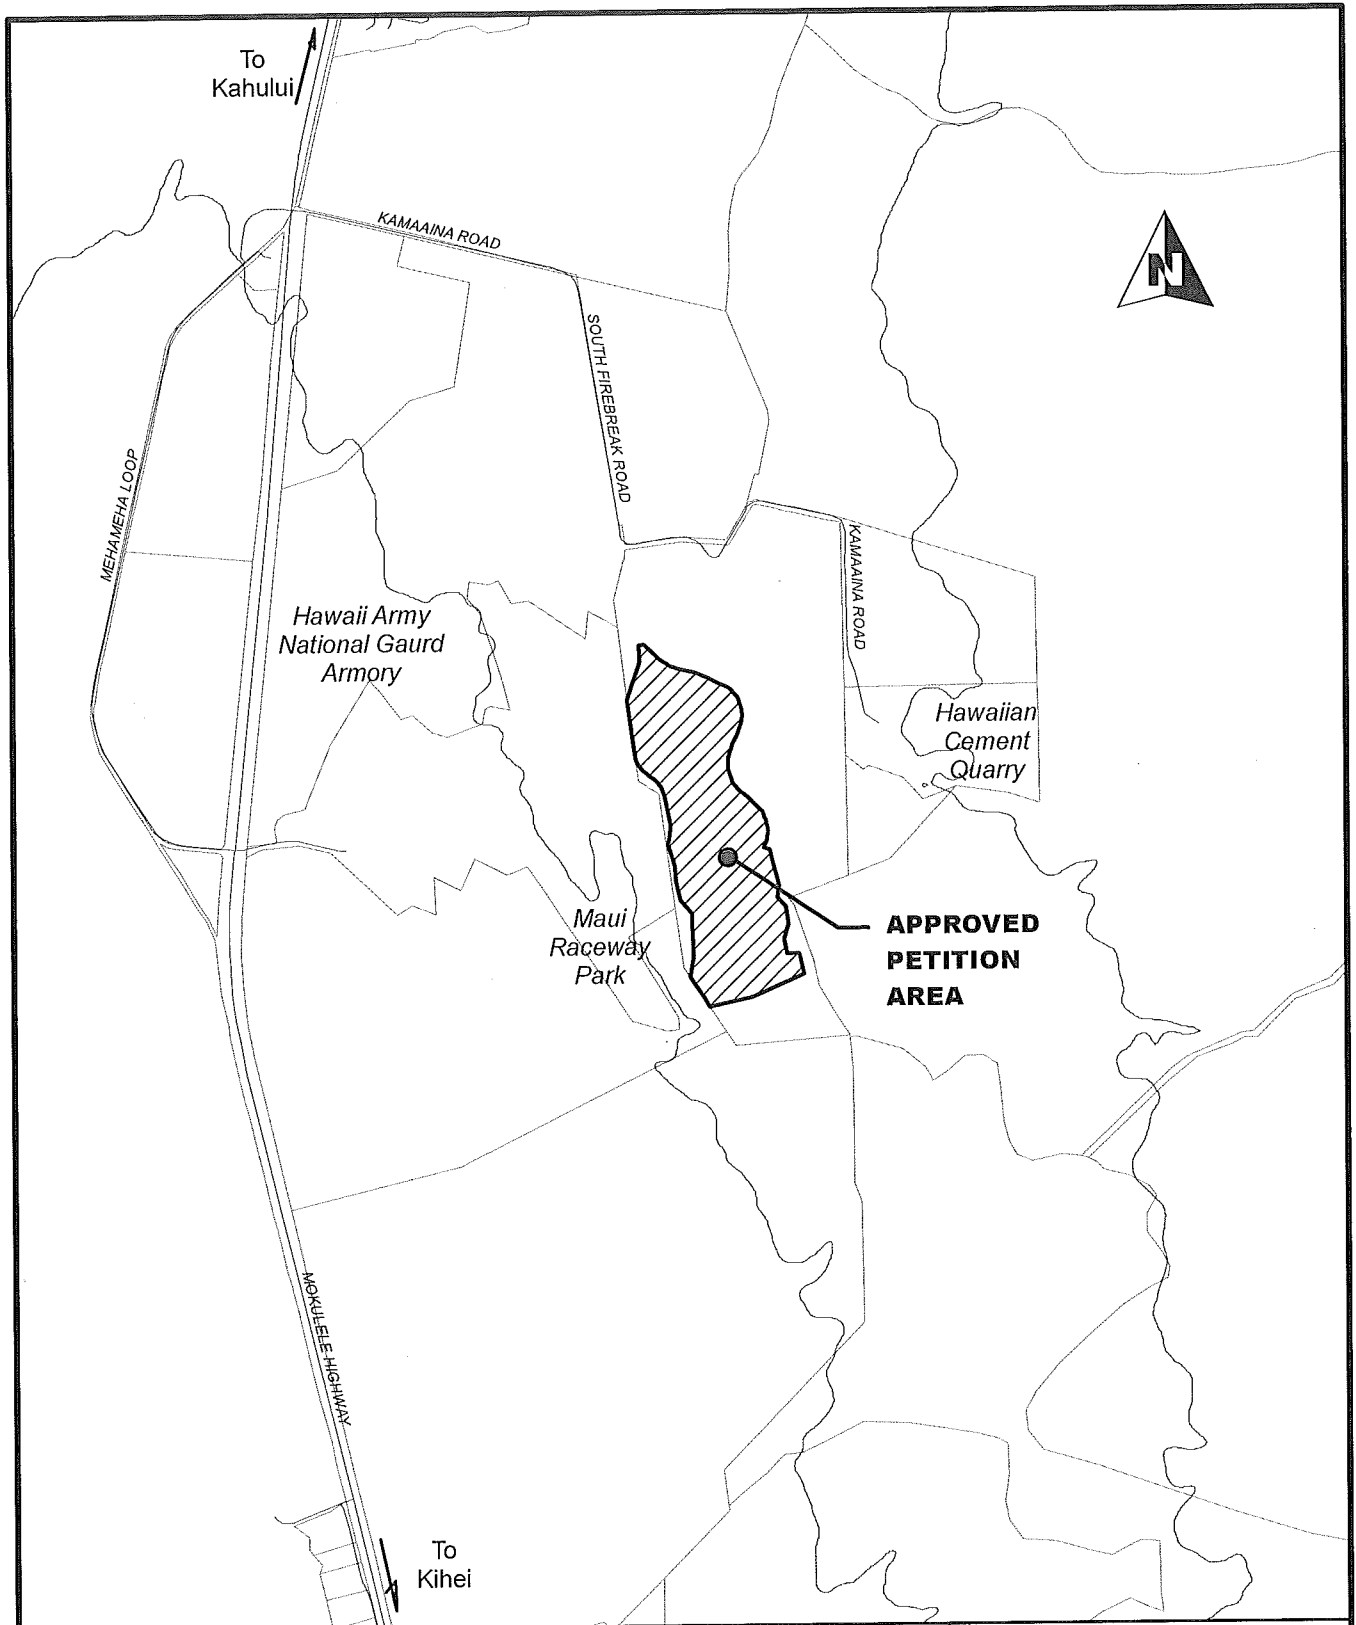 To
Kahului
KAMAAINA ROAD
N
SOUTH FIREBREAK ROAD
MEHAMEHA LOOP
KAMAAINA ROAD
Hawaii Army
National Gaurd
Armory
Hawaiian
Cement
Quarry
Maui
Raceway
Park
APPROVED
PETITION
AREA
MOKULELE HIGHWAY
To
Kihei